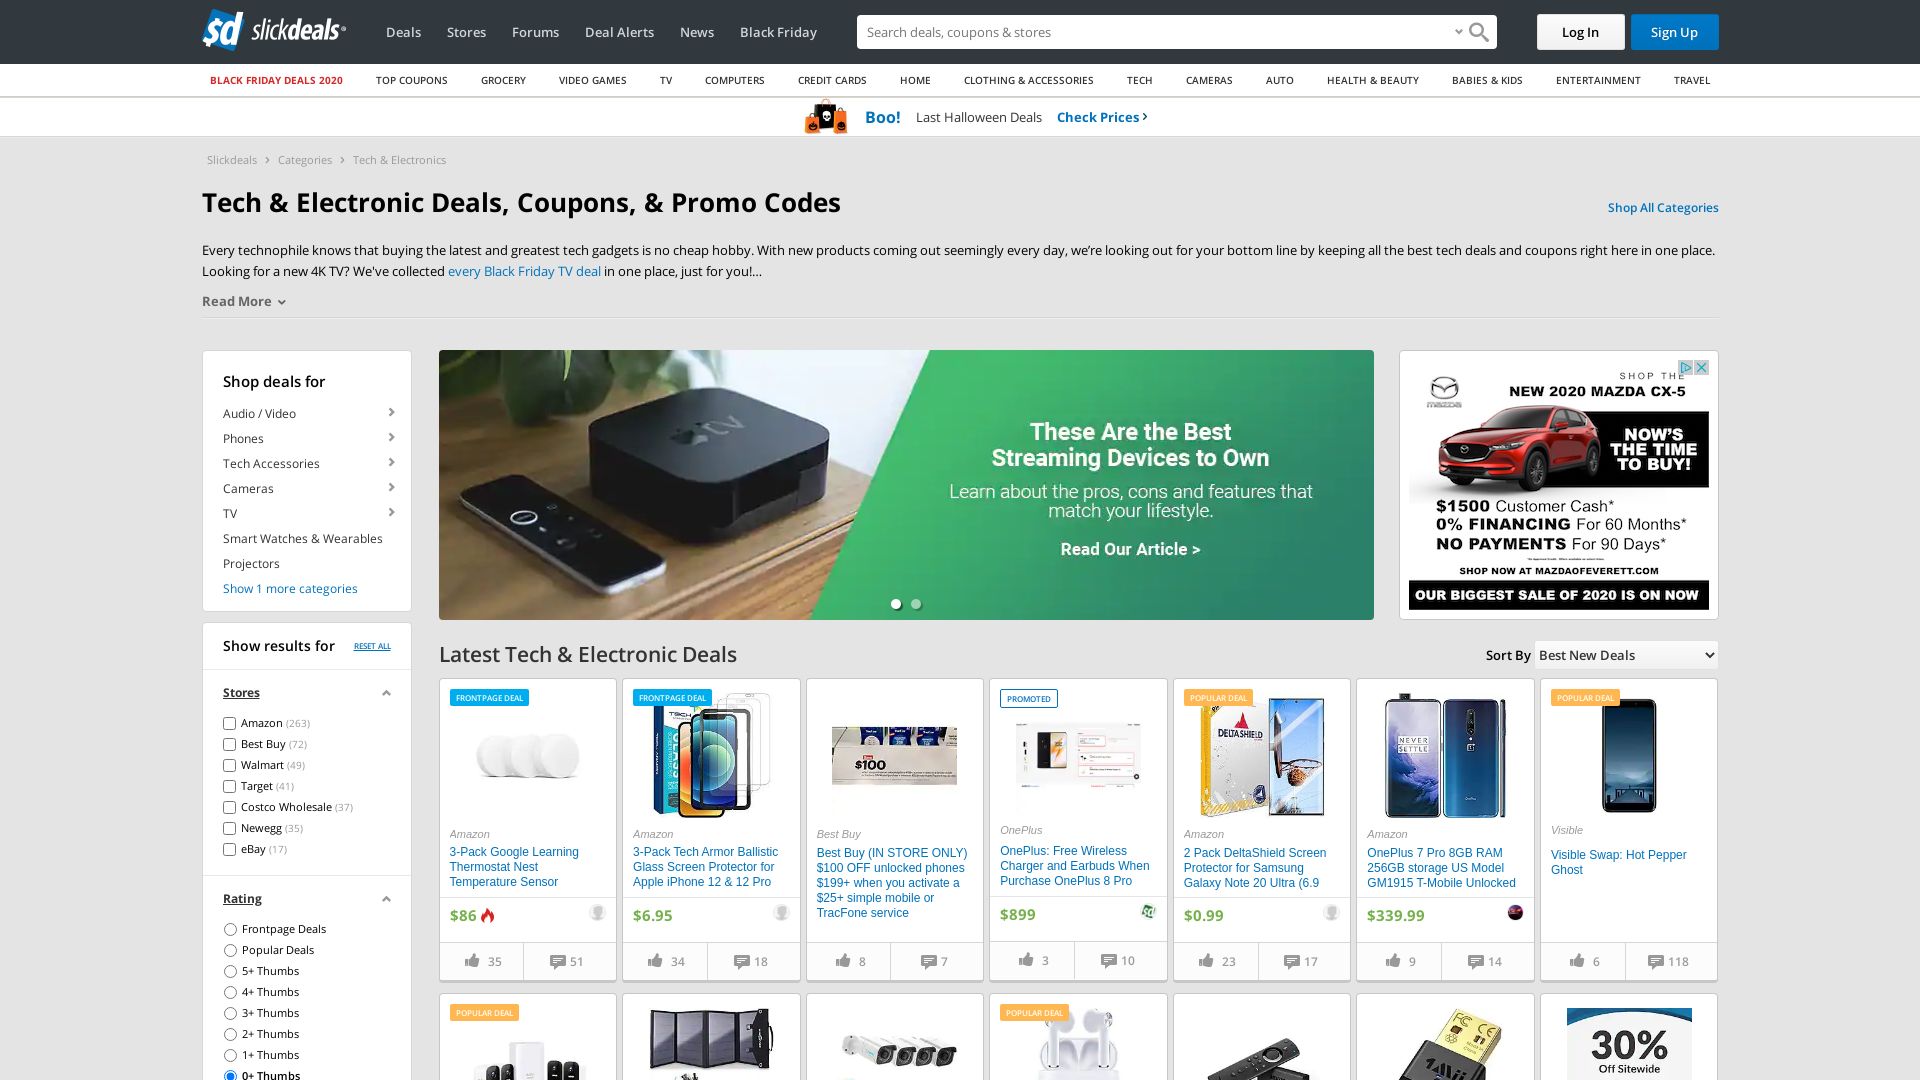 $d slickdeals
Deals
Stores
Forums
Deal Alerts
News
Black Friday
Search deals, coupons & stores
Log In
Sign Up
BLACK FRIDAY DEALS 2020
TOP COUPONS
GROCERY
VIDEO GAMES
TV
COMPUTERS
CREDIT CARDS
HOME
CLOTHING & ACCESSORIES
TECH
CAMERAS
AUTO
HEALTH & BEAUTY
BABIES & KIDS
ENTERTAINMENT
TRAVEL
Boo! Last Halloween Deals Check Prices
Slickdeals > Categories > Tech & Electronics
Tech & Electronic Deals, Coupons, & Promo Codes
Shop All Categories
Every technophile knows that buying the latest and greatest tech gadgets is no cheap hobby. With new products coming out seemingly every day, we’re looking out for your bottom line by keeping all the best tech deals and coupons right here in one place.
Looking for a new 4K TV? We've collected every Black Friday TV deal in one place, just for you!...
Read More
Shop deals for
Audio / Video
Phones
Tech Accessories
Cameras
TV
Smart Watches & Wearables
Projectors
Show 1 more categories
Show results for
RESET ALL
Stores
Amazon (263)
Best Buy (72)
Walmart (49)
Target (41)
Costco Wholesale (37)
Newegg (35)
eBay (17)
Rating
Frontpage Deals
Popular Deals
5+ Thumbs
4+ Thumbs
3+ Thumbs
2+ Thumbs
1+ Thumbs
0+ Thumbs
tv
These Are the Best
Streaming Devices to Own
Learn about the pros, cons and features that
match your lifestyle.
Read Our Article >
SHOP THE
NEW 2020 MAZDA CX-5
mazda
NOW'S
THE TIME
TO BUY!
$1500 Customer Cash*
0% FINANCING For 60 Months*
NO PAYMENTS For 90 Days*
SHOP NOW AT MAZDAOFEVERETT.COM
OUR BIGGEST SALE OF 2020 IS ON NOW
Latest Tech & Electronic Deals
Sort By Best New Deals
FRONTPAGE DEAL
Amazon
3-Pack Google Learning
Thermostat Nest
Temperature Sensor
$86
35
51
FRONTPAGE DEAL
Amazon
3-Pack Tech Armor Ballistic
Glass Screen Protector for
Apple iPhone 12 & 12 Pro
$6.95
34
18
$100
Best Buy
Best Buy (IN STORE ONLY)
$100 OFF unlocked phones
$199+ when you activate a
$25+ simple mobile or
TracFone service
8
7
PROMOTED
OnePlus
OnePlus: Free Wireless
Charger and Earbuds When
Purchase OnePlus 8 Pro
$899
3
10
POPULAR DEAL
DELTASHIELD
Amazon
2 Pack DeltaShield Screen
Protector for Samsung
Galaxy Note 20 Ultra (6.9
$0.99
23
17
NEVER
SETTLE
Amazon
OnePlus 7 Pro 8GB RAM
256GB storage US Model
GM1915 T-Mobile Unlocked
$339.99
9
14
POPULAR DEAL
Visible
Visible Swap: Hot Pepper
Ghost
6
118
POPULAR DEAL
POPULAR DEAL
30%
Off Sitewide